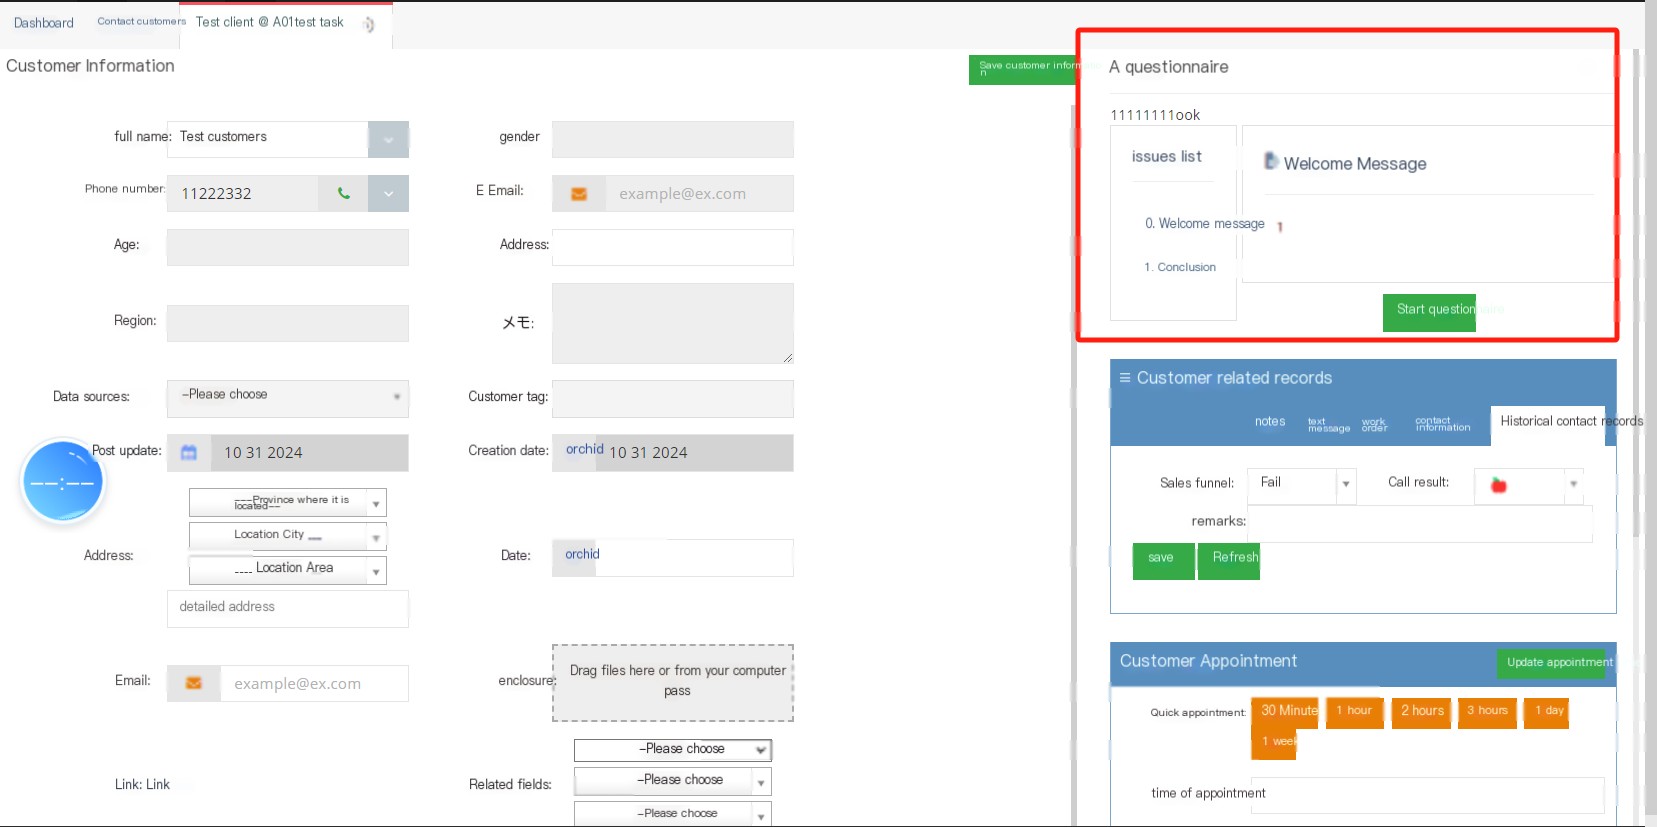 Dashboard
Contact customers
Test client @ A01test task
Customer Information
Save customer inform
n
A questionnaire
11111111ook
issues list
Welcome Message
0. Welcome message
1
1. Conclusion
Start question
full name:
Test customers
gender
Phone number:
11222332
E Email:
example@ex.com
Age:
Address:
Region:
メモ:
Data sources:
–Please choose
Customer tag:
Post update:
10 31 2024
Creation date:
orchid
10 31 2024
---Province where it is
located--
Location City
Address:
---- Location Area
detailed address
Date:
orchid
Email:
example@ex.com
enclosure:
Drag files here or from your computer
pass
Link: Link
Related fields:
–Please choose
–Please choose
–Please choose
--:--
Customer related records
notes
text
message
work
order
contact
information
Historical contact records
Sales funnel:
Fail
Call result:
remarks:
save
Refresh
Customer Appointment
Update appointment
Quick appointment:
30 Minute
1 hour
2 hours
3 hours
1 day
1 week
time of appointment